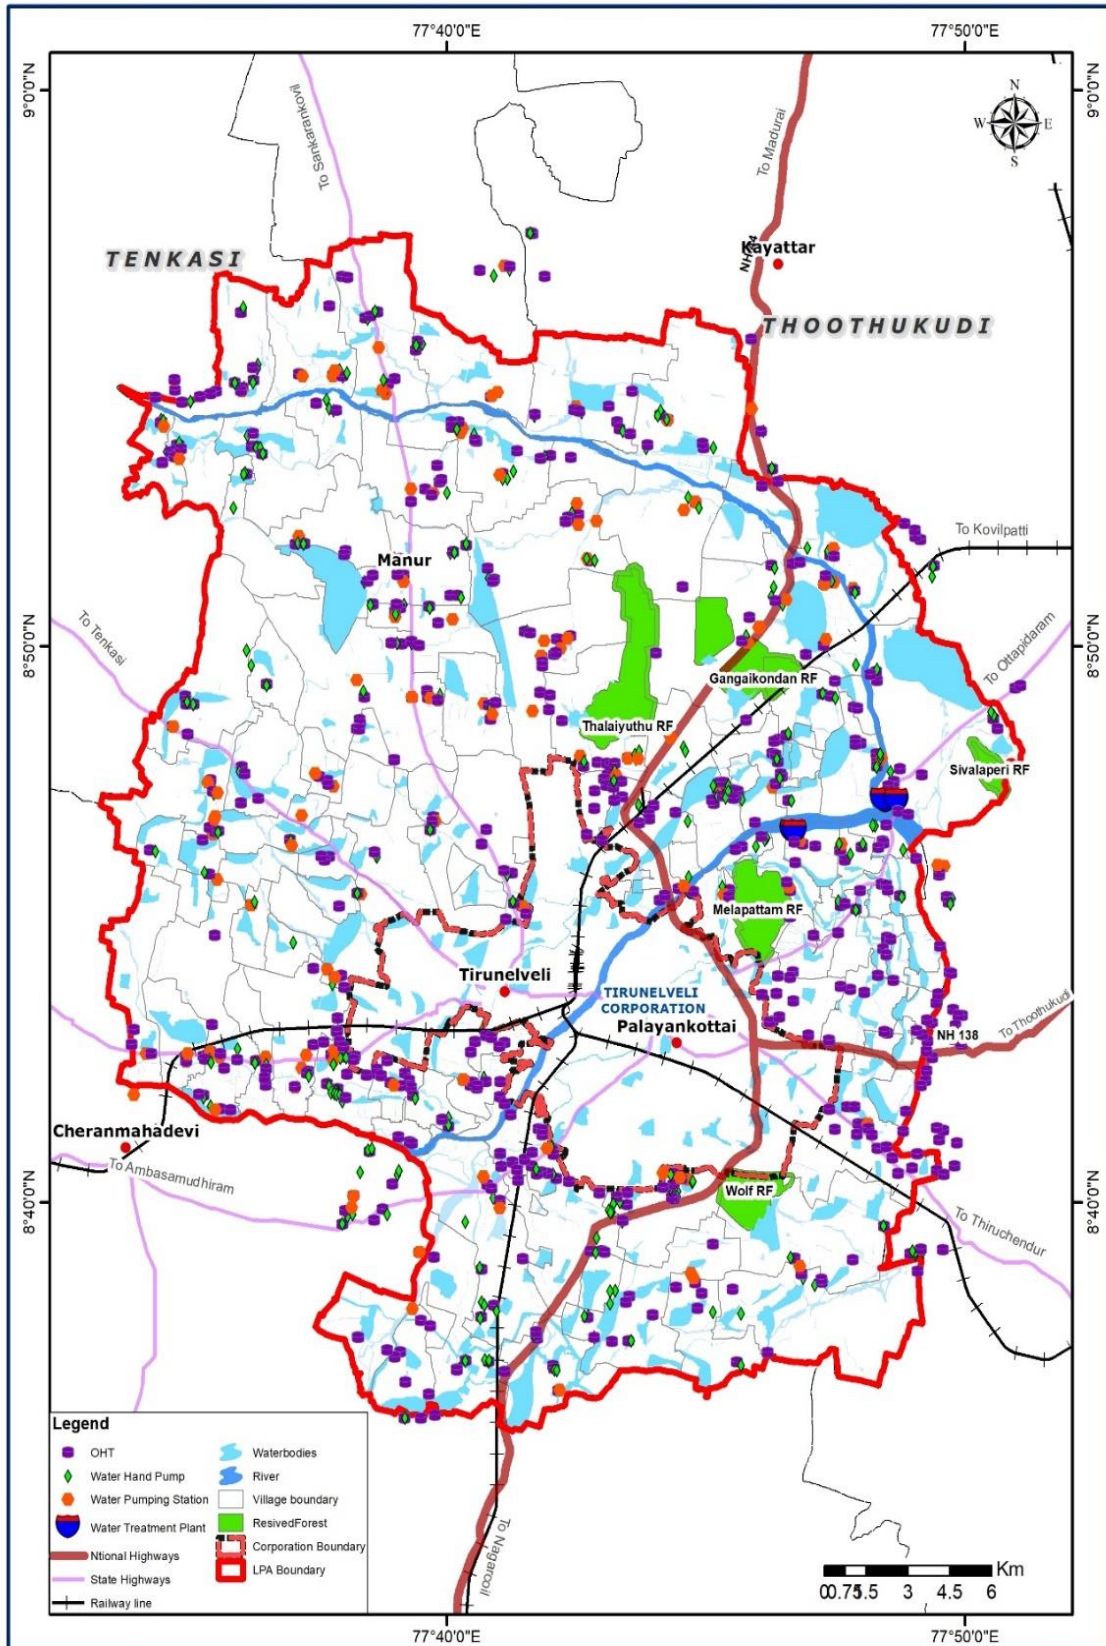 77°40'0"E
77°50'0"E
9°0'0"N
9°0'0"N
N
W
E
S
To Sankarankovil
To Madurai
TENKASI
Kayattar
THOOTHUKUDI
To Kovilpatti
Manur
To Tenkasi
8°50'0"N
8°50'0"N
To Ottapidaram
Gangaikondan RF
Thalaiyuthu RF
Sivalaperi RF
Melapattam RF
Tirunelveli
TIRUNELVELI
CORPORATION
Palayankottai
NH 138
To Thoothukudi
Cheranmahadevi
To Ambasamudhiram
Wolf RF
8°40'0"N
8°40'0"N
To Thiruchendur
To Nagarcoil
Legend
OHT
Water Hand Pump
Water Pumping Station
Water Treatment Plant
Ntional Highways
State Highways
Railway line
Waterbodies
River
Village boundary
ResivedForest
Corporation Boundary
LPA Boundary
Km
00.751.5 3 4.5 6
77°40'0"E
77°50'0"E